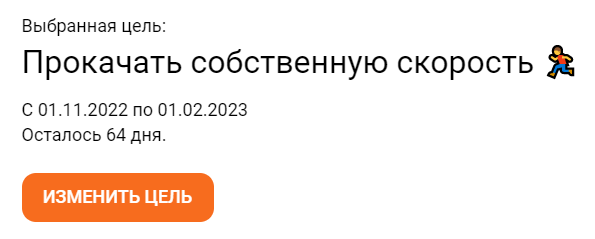 Выбранная цель:
Прокачать собственную скорость 🏃
С 01.11.2022 по 01.02.2023
Осталось 64 дня.
ИЗМЕНИТЬ ЦЕЛЬ